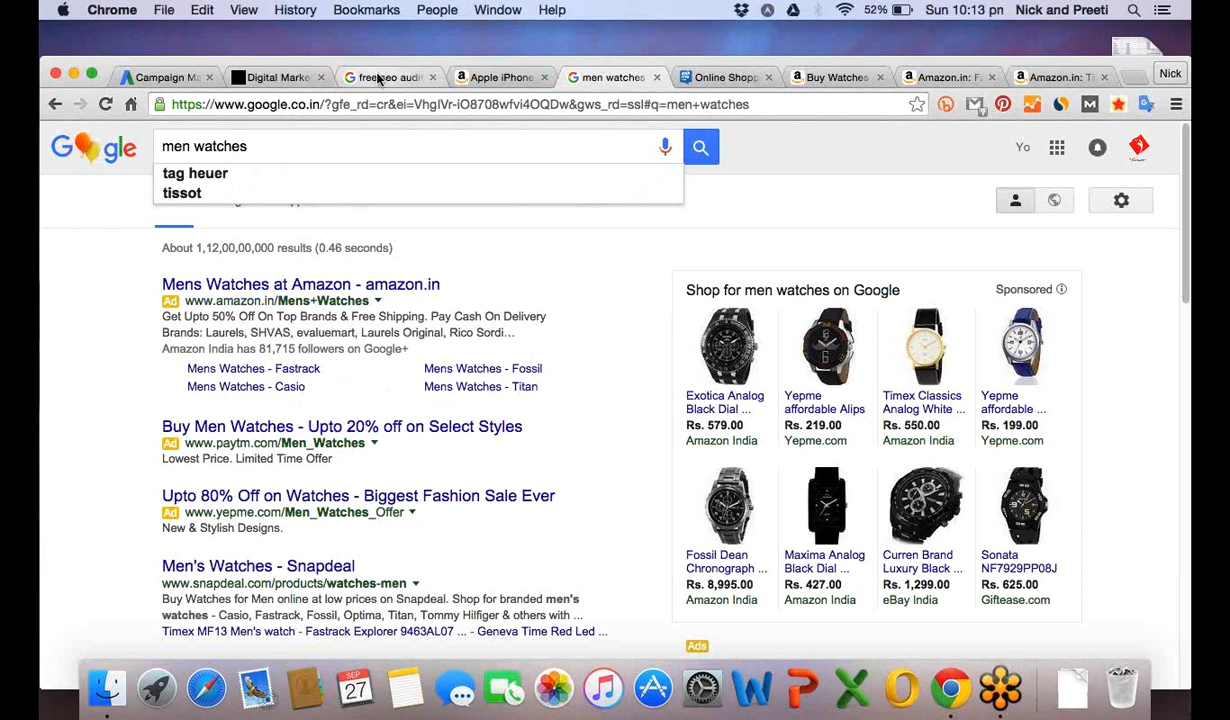 Chrome File Edit View History Bookmarks People Window Help 52% Sun 10:13 pm Nick and Preeti
Campaign Ma Digital Marke free seo audi Apple iPhone men watches Online Shopp Buy Watches Amazon.in: F Amazon.in: T Nick
https://www.google.co.in/?gfe_rd=cr&ei=VhgIVr-iO8708wfvi4OQDw&gws_rd=ssl#q=men+watches
Google men watches Yo
tag heuer
tissot
About 1,12,00,00,000 results (0.46 seconds)
Mens Watches at Amazon - amazon.in
Ad www.amazon.in/Mens+Watches
Get Upto 50% Off On Top Brands & Free Shipping. Pay Cash On Delivery
Brands: Laurels, SHVAS, evaluemart, Laurels Original, Rico Sordi...
Amazon India has 81,715 followers on Google+
Mens Watches - Fastrack Mens Watches - Fossil
Mens Watches - Casio Mens Watches - Titan
Buy Men Watches - Upto 20% off on Select Styles
Ad www.paytm.com/Men_Watches
Lowest Price. Limited Time Offer
Upto 80% Off on Watches - Biggest Fashion Sale Ever
Ad www.yepme.com/Men_Watches_Offer
New & Stylish Designs.
Men's Watches - Snapdeal
www.snapdeal.com/products/watches-men
Buy Watches for Men online at low prices on Snapdeal. Shop for branded men's
watches - Casio, Fastrack, Fossil, Optima, Titan, Tommy Hilfiger & others with ...
Timex MF13 Men's watch - Fastrack Explorer 9463AL07 ... - Geneva Time Red Led ...
Shop for men watches on Google Sponsored
Exotica Analog Yepme Timex Classics Yepme
Black Dial ... affordable Alips Analog White ... affordable ...
Rs. 579.00 Rs. 219.00 Rs. 550.00 Rs. 199.00
Amazon India Yepme.com Amazon India Yepme.com
Fossil Dean Maxima Analog Curren Brand Sonata
Chronograph ... Black Dial ... Luxury Black ... NF7929PP08J
Rs. 8,995.00 Rs. 427.00 Rs. 1,299.00 Rs. 625.00
Amazon India Amazon India eBay India Giftease.com
Ads
SEP
27